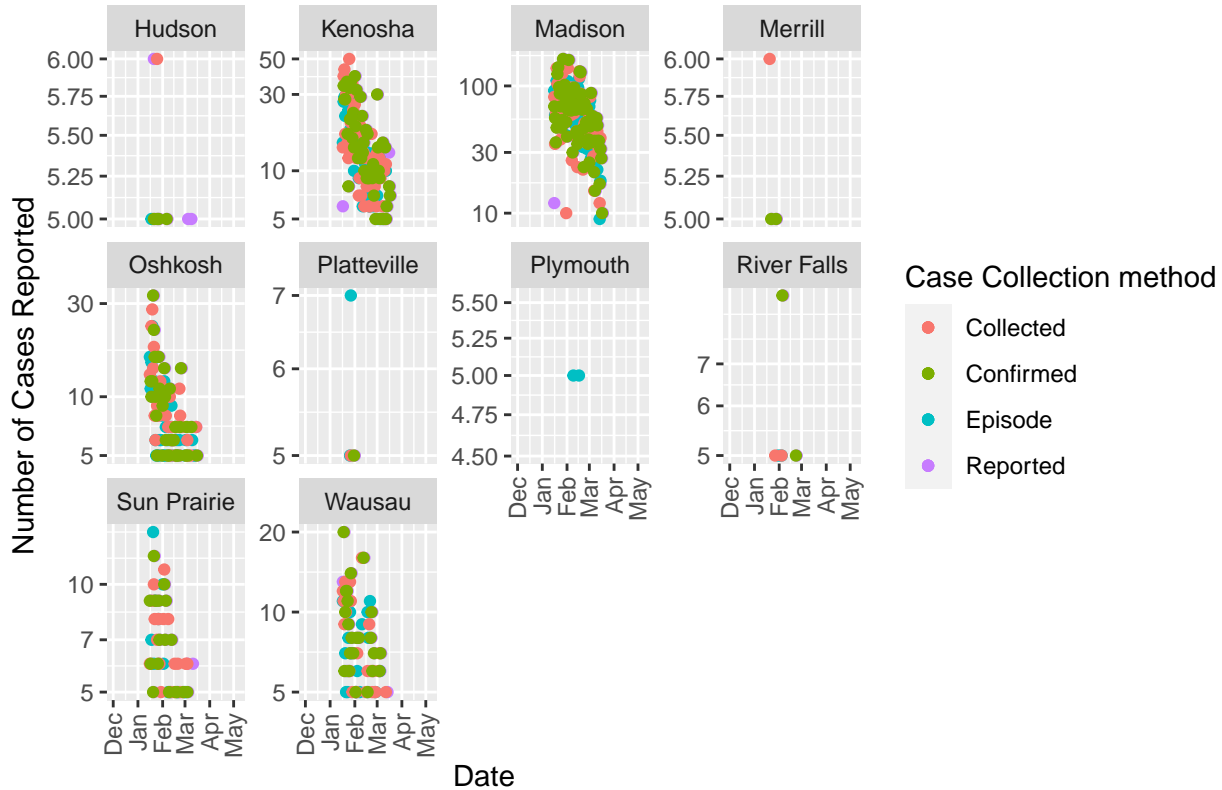 Hudson Kenosha Madison Merrill
6.00
5.75
5.50
5.25
5.00
50
30
10
5
100
30
10
6.00
5.75
5.50
5.25
5.00
Number of Cases Reported
Oshkosh Platteville Plymouth River Falls
30
10
5
7
6
5
5.50
5.25
5.00
4.75
4.50
7
6
5
Dec Jan Feb Mar Apr May
Dec Jan Feb Mar Apr May
Sun Prairie Wausau
10
7
5
20
10
5
Dec Jan Feb Mar Apr May
Dec Jan Feb Mar Apr May
Date
Case Collection method
Collected
Confirmed
Episode
Reported